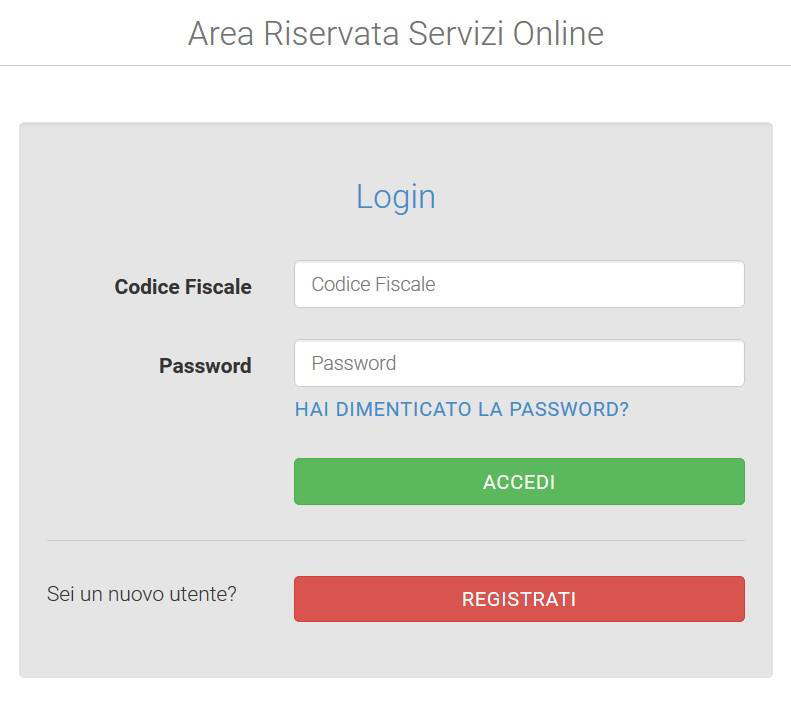 Area Riservata Servizi Online
Login
Codice Fiscale
Codice Fiscale
Password
Password
HAI DIMENTICATO LA PASSWORD?
ACCEDI
Sei un nuovo utente?
REGISTRATI